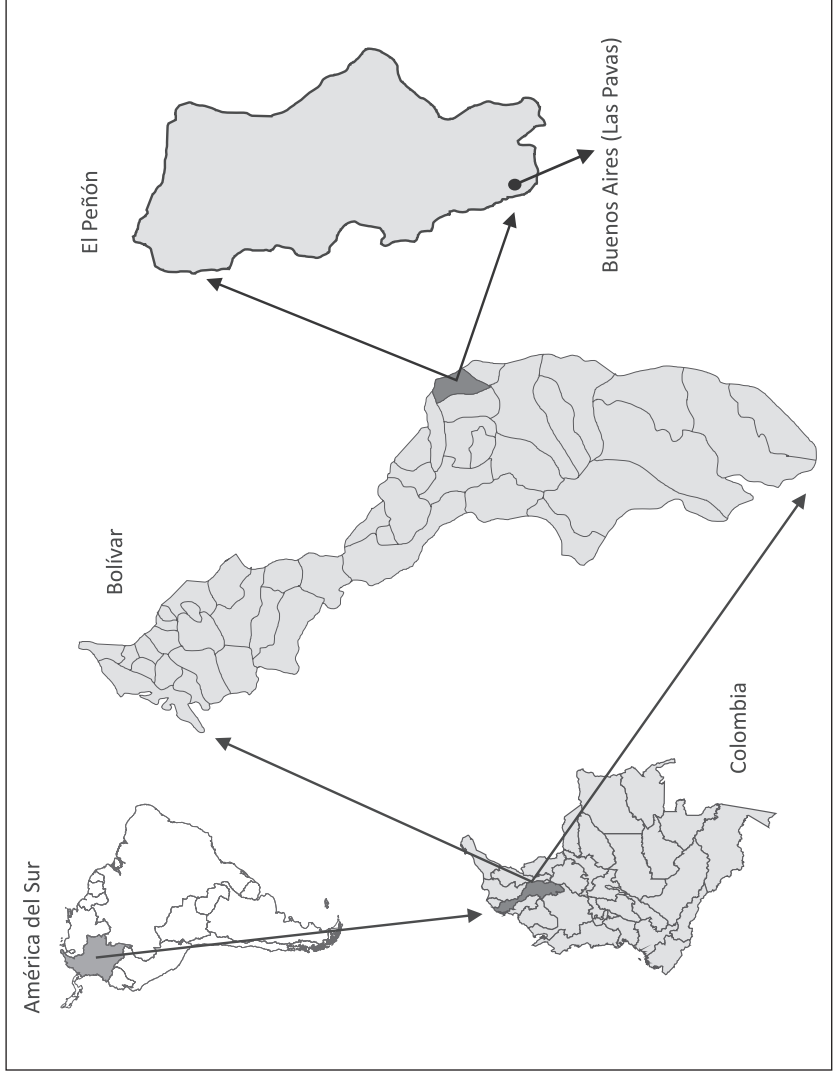 América del Sur
Colombia
Bolívar
El Peñón
Buenos Aires (Las Pavas)